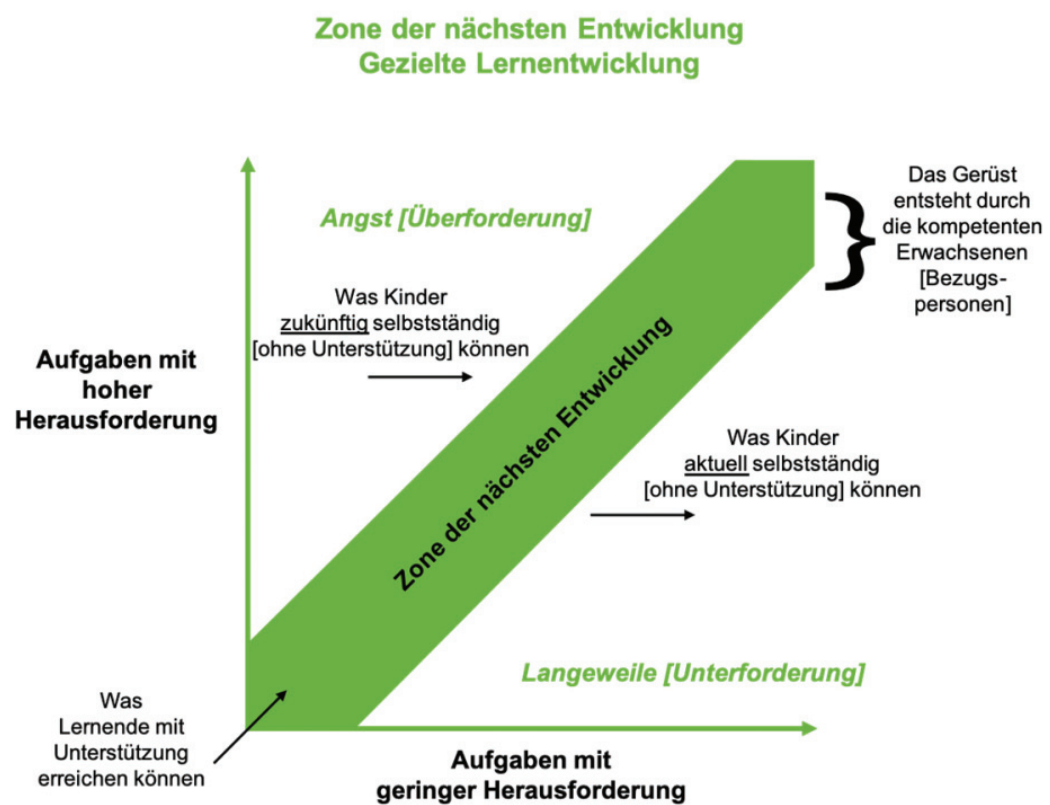 Zone der nächsten Entwicklung
Gezielte Lernentwicklung
Angst [Überforderung]
Das Gerüst
entsteht durch
die kompetenten
Erwachsenen
[Bezugs-
personen]
Was Kinder
zukünftig selbstständig
[ohne Unterstützung] können
Aufgaben mit
hoher
Herausforderung
Zone der nächsten Entwicklung
Was Kinder
aktuell selbstständig
[ohne Unterstützung] können
Langeweile [Unterforderung]
Was
Lernende mit
Unterstützung
erreichen können
Aufgaben mit
geringer Herausforderung